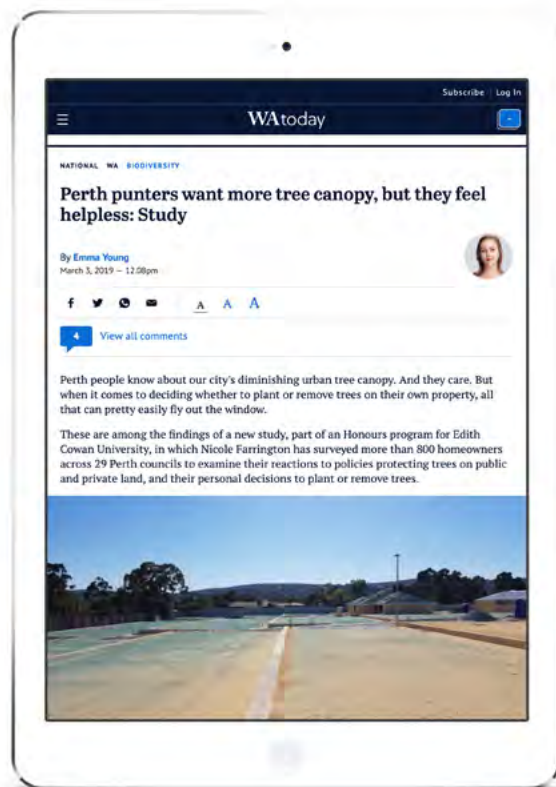 Subscribe Log In
WAtoday
NATIONAL WA BIODIVERSITY
Perth punters want more tree canopy, but they feel
helpless: Study
By Emma Young
March 3, 2019 — 12.08pm
A A A
4 View all comments
Perth people know about our city's diminishing urban tree canopy. And they care. But
when it comes to deciding whether to plant or remove trees on their own property, all
that can pretty easily fly out the window.
These are among the findings of a new study, part of an Honours program for Edith
Cowan University, in which Nicole Farrington has surveyed more than 800 homeowners
across 29 Perth councils to examine their reactions to policies protecting trees on public
and private land, and their personal decisions to plant or remove trees.